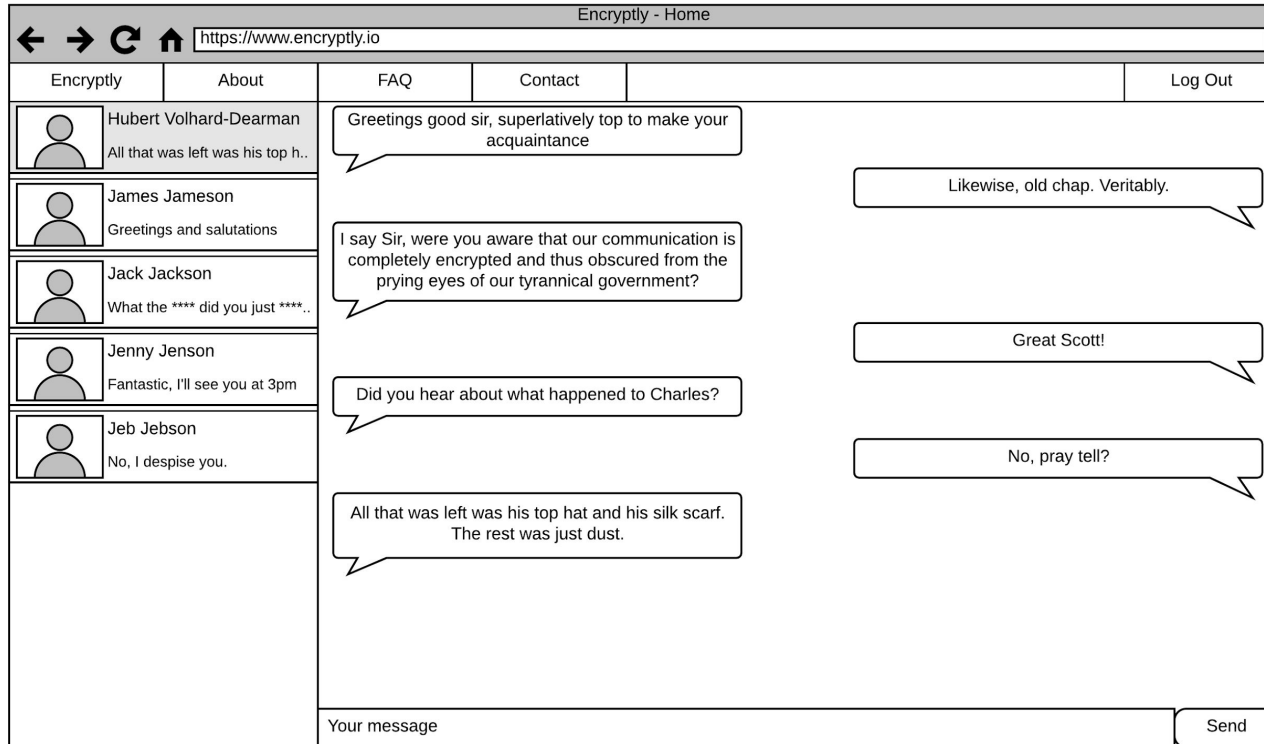 Encryptly - Home
https://www.encryptly.io
Encryptly
About
FAQ
Contact
Log Out
Hubert Volhard-Dearman
All that was left was his top h..
James Jameson
Greetings and salutations
Jack Jackson
What the **** did you just ****..
Jenny Jenson
Fantastic, I'll see you at 3pm
Jeb Jebson
No, I despise you.
Greetings good sir, superlatively top to make your
acquaintance
Likewise, old chap. Veritably.
I say Sir, were you aware that our communication is
completely encrypted and thus obscured from the
prying eyes of our tyrannical government?
Great Scott!
Did you hear about what happened to Charles?
No, pray tell?
All that was left was his top hat and his silk scarf.
The rest was just dust.
Your message
Send